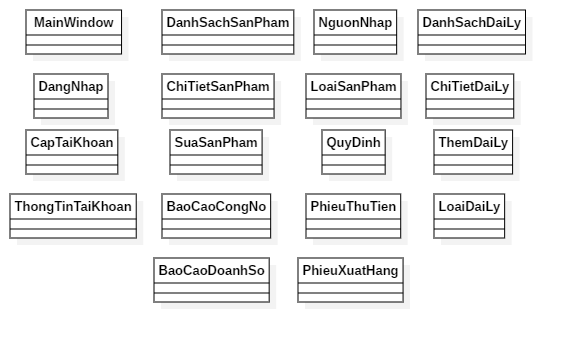 MainWindow
DanhSachSanPham
NguonNhap
DanhSachDaiLy
DangNhap
ChiTietSanPham
LoaiSanPham
ChiTietDaiLy
CapTaiKhoan
SuaSanPham
QuyDinh
ThemDaiLy
ThongTinTaiKhoan
BaoCaoCongNo
PhieuThuTien
LoaiDaiLy
BaoCaoDoanhSo
PhieuXuatHang